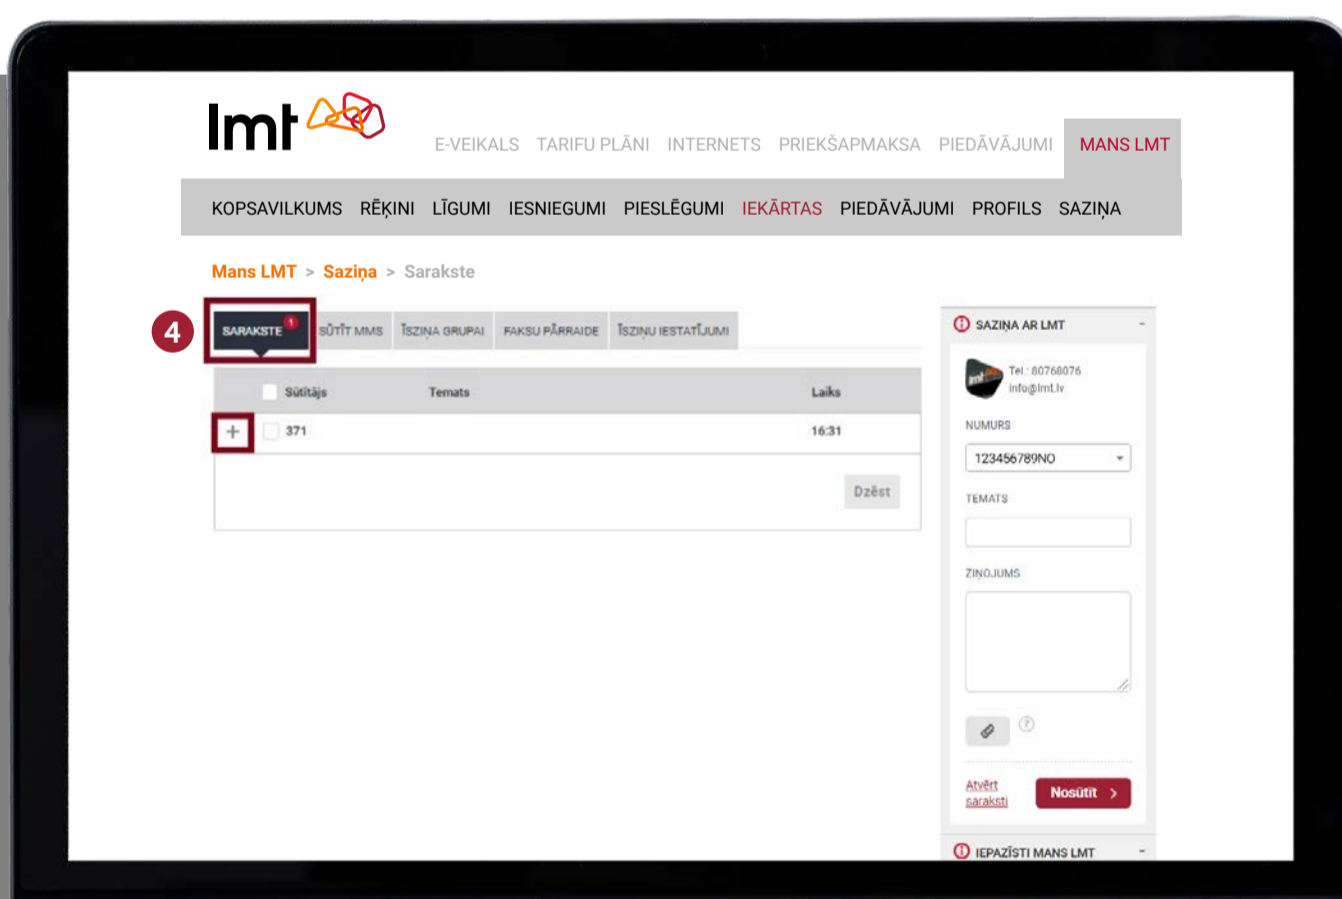 lmt
E-VEIKALS TARIFU PLĀNI INTERNETS PRIEKŠAPMAKSA PIEDĀVĀJUMI MANS LMT
KOPSAVILKUMS RĒĶINI LĪGUMI IESNIEGUMI PIESLĒGUMI IEKĀRTAS PIEDĀVĀJUMI PROFILS SAZIŅA
Mans LMT > Saziņa > Sarakste
4
SARAKSTE 1 SŪTĪT MMS ĪSZIŅA GRUPAI FAKSU PĀRRAIDE ĪSZIŅU IESTATĪJUMI
Sūtītājs Temats Laiks
+ 371 16:31
Dzēst
SAZIŅA AR LMT -
lmt
Tel.: 80768076
info@lmt.lv
NUMURS
123456789NO
TEMATS
ZIŅOJUMS
?
Atvērt
saraksti
Nosūtīt >
IEPAZĪSTI MANS LMT -